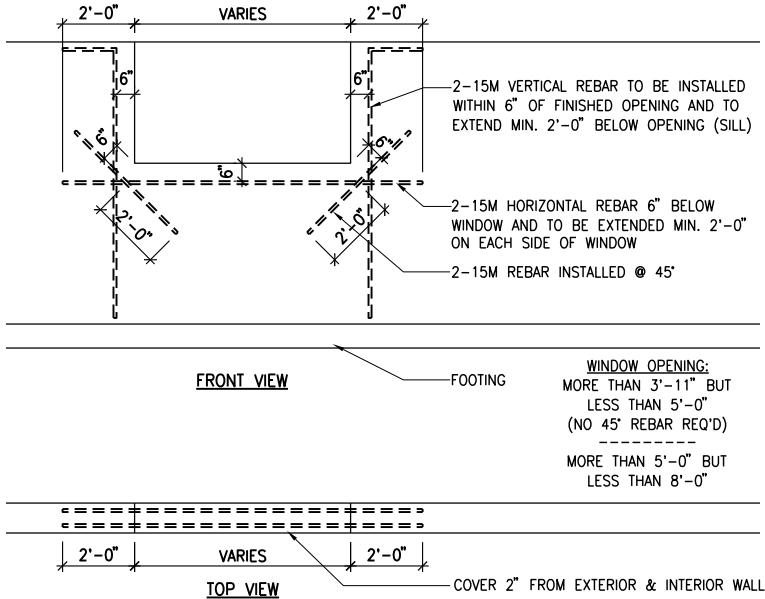 2'-0" VARIES 2'-0"
6" 6"
2-15M VERTICAL REBAR TO BE INSTALLED
WITHIN 6" OF FINISHED OPENING AND TO
EXTEND MIN. 2'-0" BELOW OPENING (SILL)
6" 6" 6"
2'-0" 2'-0"
2-15M HORIZONTAL REBAR 6" BELOW
WINDOW AND TO BE EXTENDED MIN. 2'-0"
ON EACH SIDE OF WINDOW
2-15M REBAR INSTALLED @ 45°
FRONT VIEW
FOOTING
WINDOW OPENING:
MORE THAN 3'-11" BUT
LESS THAN 5'-0"
(NO 45° REBAR REQ'D)
MORE THAN 5'-0" BUT
LESS THAN 8'-0"
2'-0" VARIES 2'-0"
TOP VIEW
COVER 2" FROM EXTERIOR & INTERIOR WALL